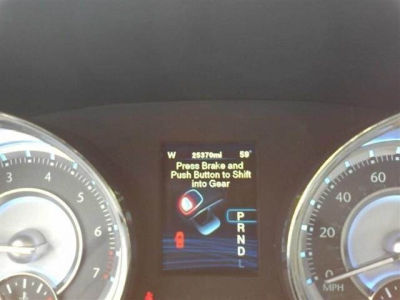 W 25370mi 59°
Press Brake and
Push Button to Shift
into Gear
P
R
N
D
L
3 4 5 6 7
0 20 40 60
MPH